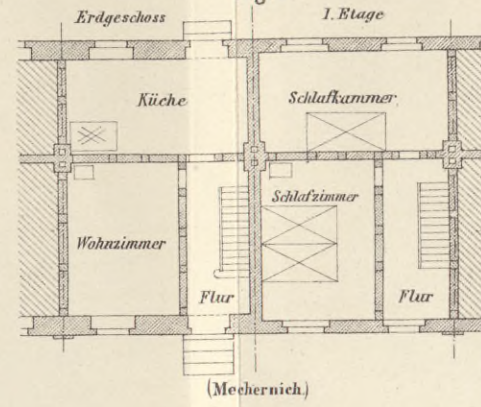 Erdgeschoss
1. Etage
Küche
Schlafkammer
Wohnzimmer
Schlafzimmer
Flur
Flur
(Mechernich.)